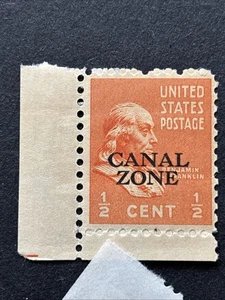 UNITED
STATES
POSTAGE
CANAL
ZONE
BENJAMIN
FRANKLIN
1/2 CENT 1/2